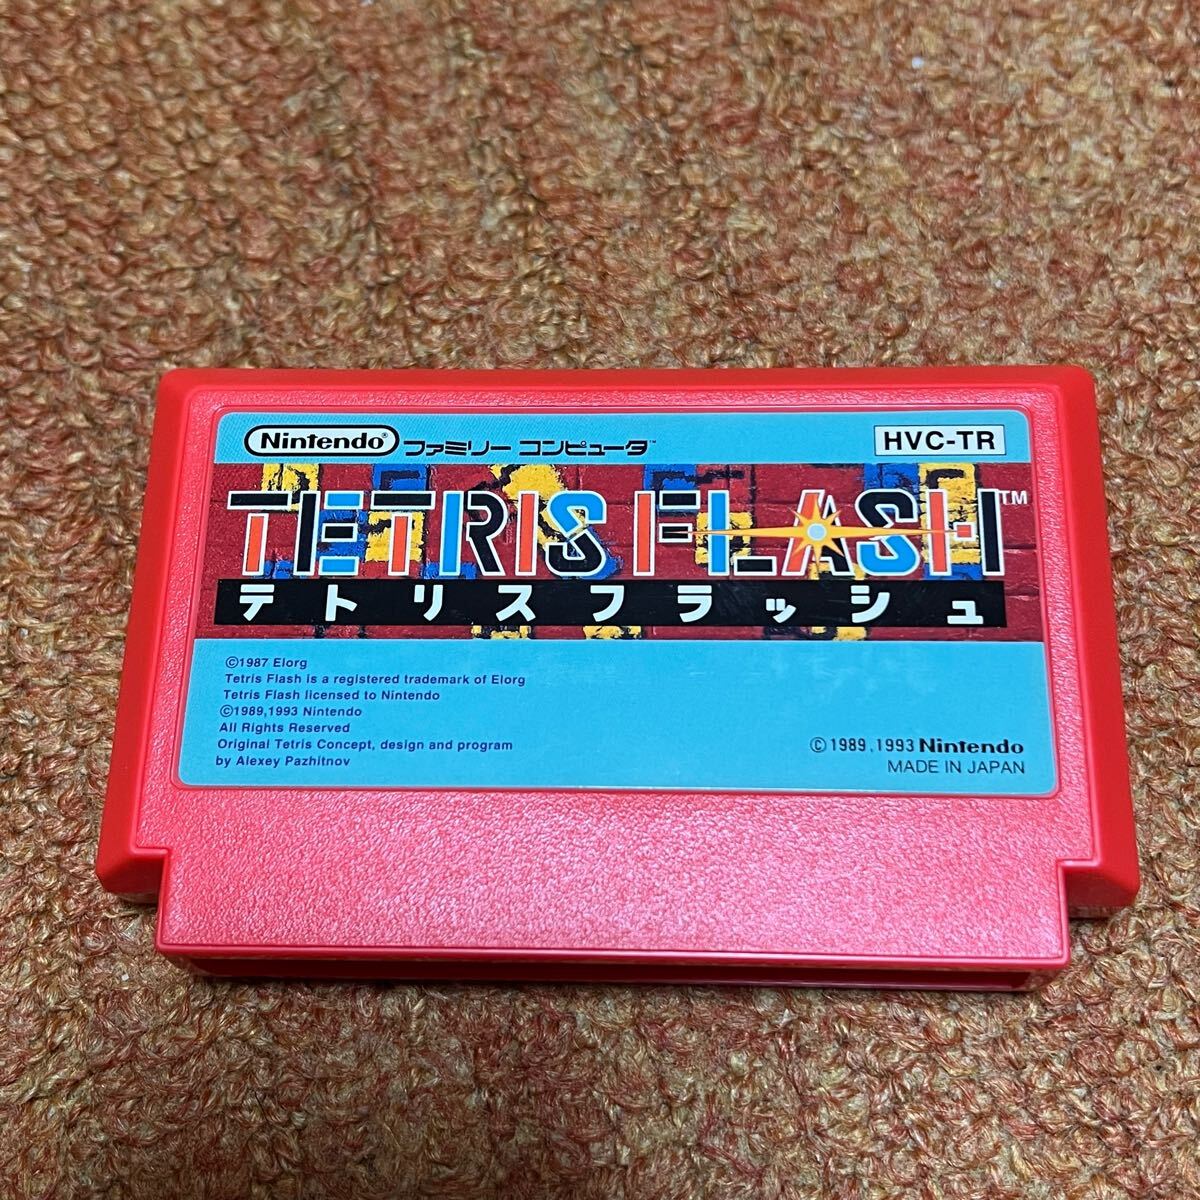 Nintendo® ファミリー コンピュータ™ HVC-TR
TETRIS FLASH™
テトリスフラッシュ
©1987 Elorg
Tetris Flash is a registered trademark of Elorg
Tetris Flash licensed to Nintendo
©1989,1993 Nintendo
All Rights Reserved
Original Tetris Concept, design and program
by Alexey Pazhitnov
©1989,1993 Nintendo
MADE IN JAPAN